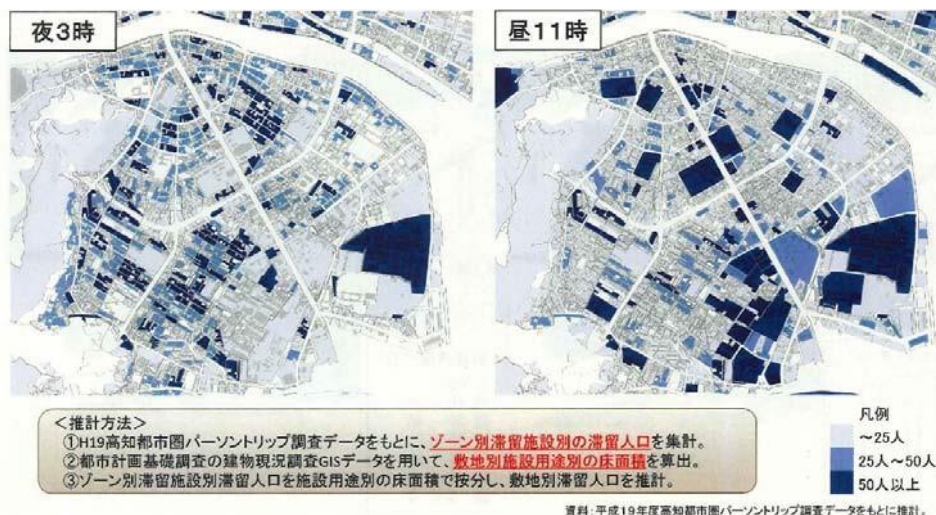 夜3時
昼11時
<推計方法>
①H19高知都市圏パーソントリップ調査データをもとに、ゾーン別滞留施設別の滞留人口を集計。
②都市計画基礎調査の建物現況調査GISデータを用いて、敷地別施設用途別の床面積を算出。
③ゾーン別滞留施設別滞留人口を施設用途別の床面積で按分し、敷地別滞留人口を推計。
凡例
～25人
25人～50人
50人以上
資料:平成19年度高知都市圏パーソントリップ調査データをもとに推計。